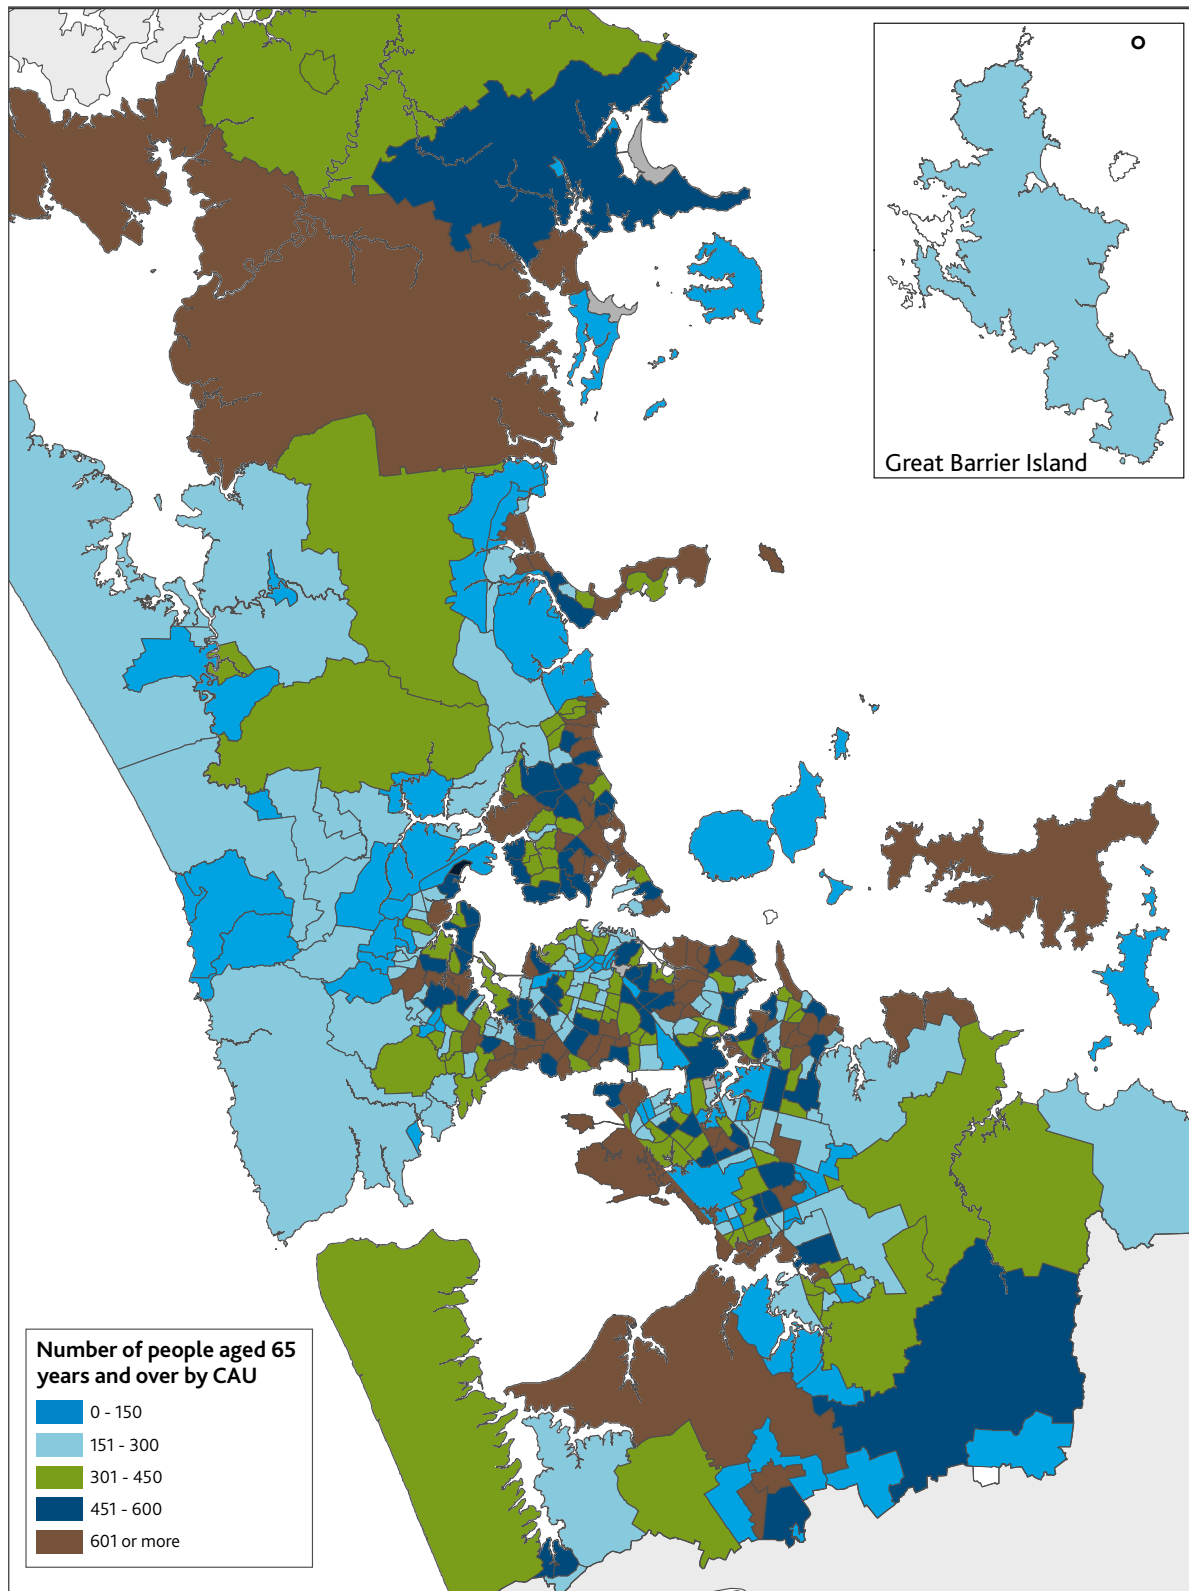 Great Barrier Island
Number of people aged 65
years and over by CAU
0 - 150
151 - 300
301 - 450
451 - 600
601 or more